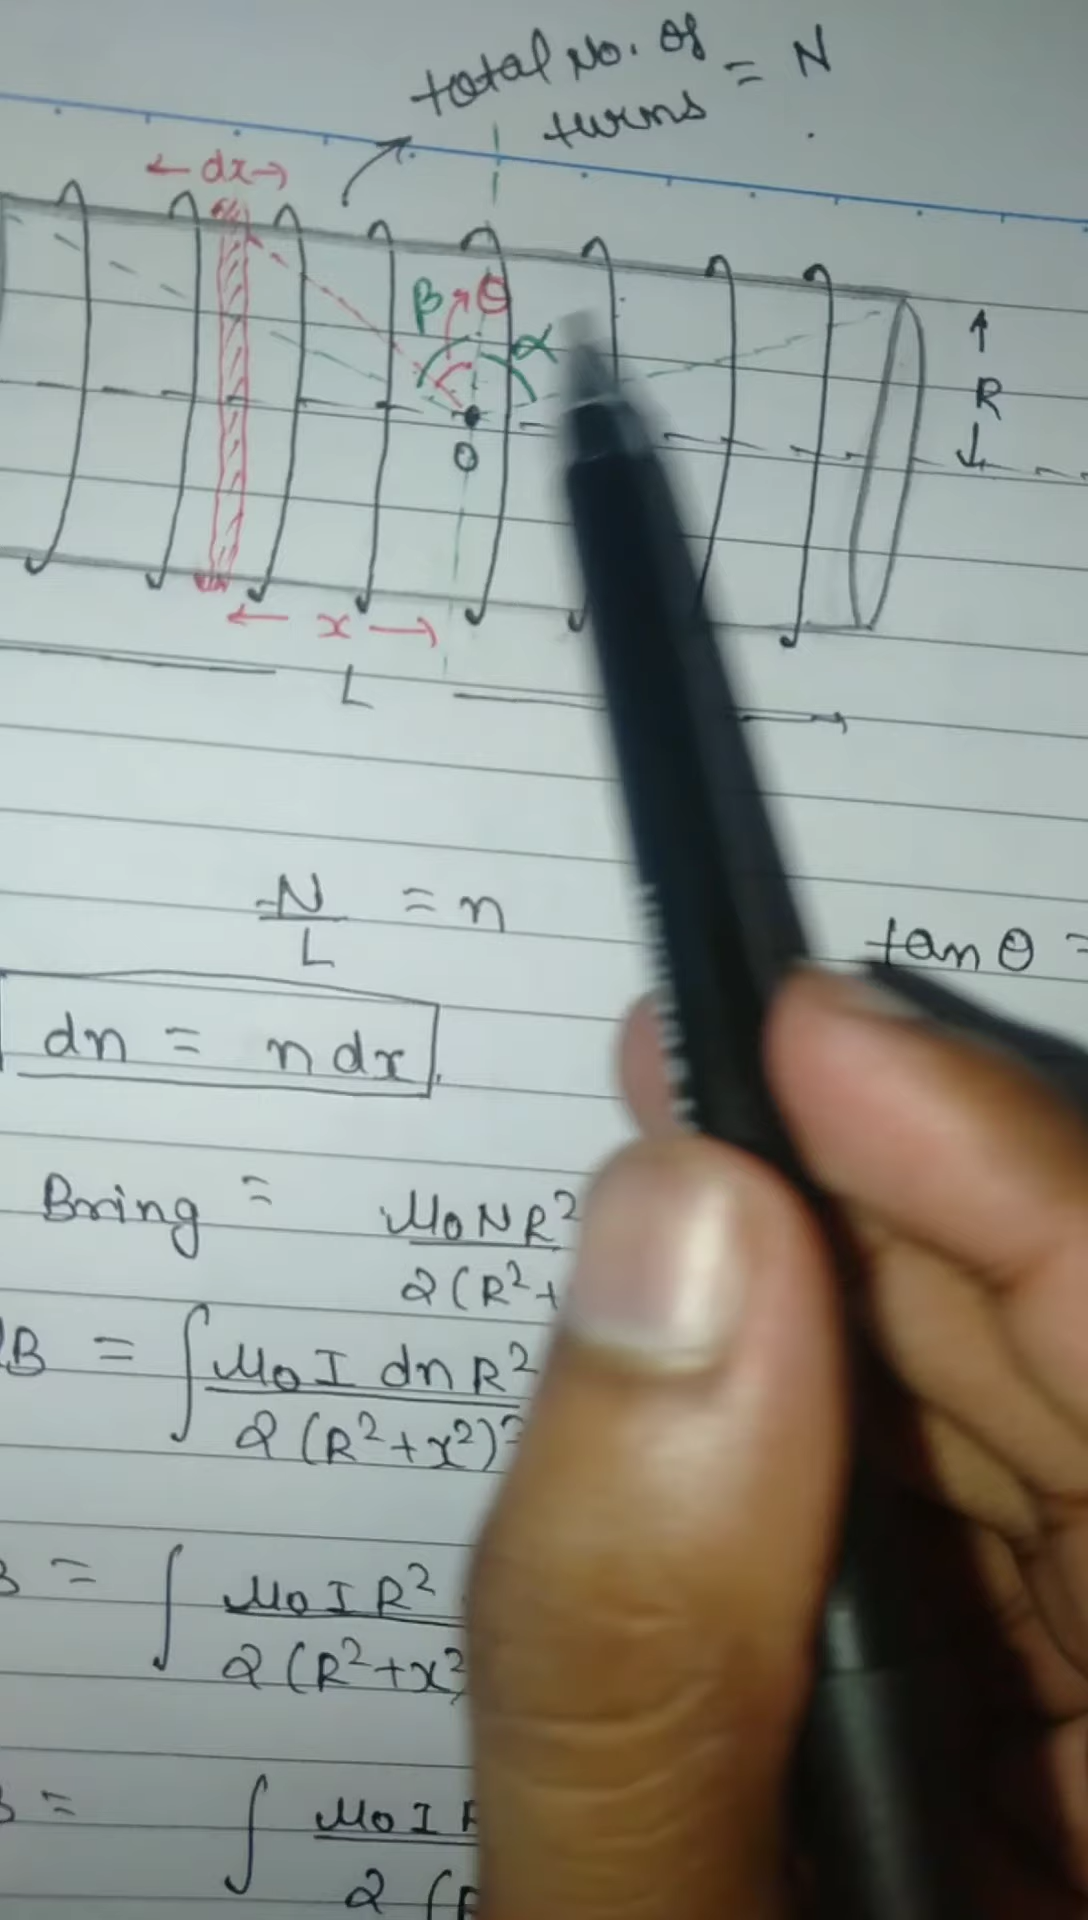 total No. of
turns = N
← dx →
β θ α
R
O
← x →
L
N/L = n
tan θ =
dn = n dx
Bring = μ0NR²
2(R²+
B = ∫ μ0 I dn R²
2(R²+x²)
B = ∫ μ0 I R²
2(R²+x²
= ∫ μ0 I
2 (